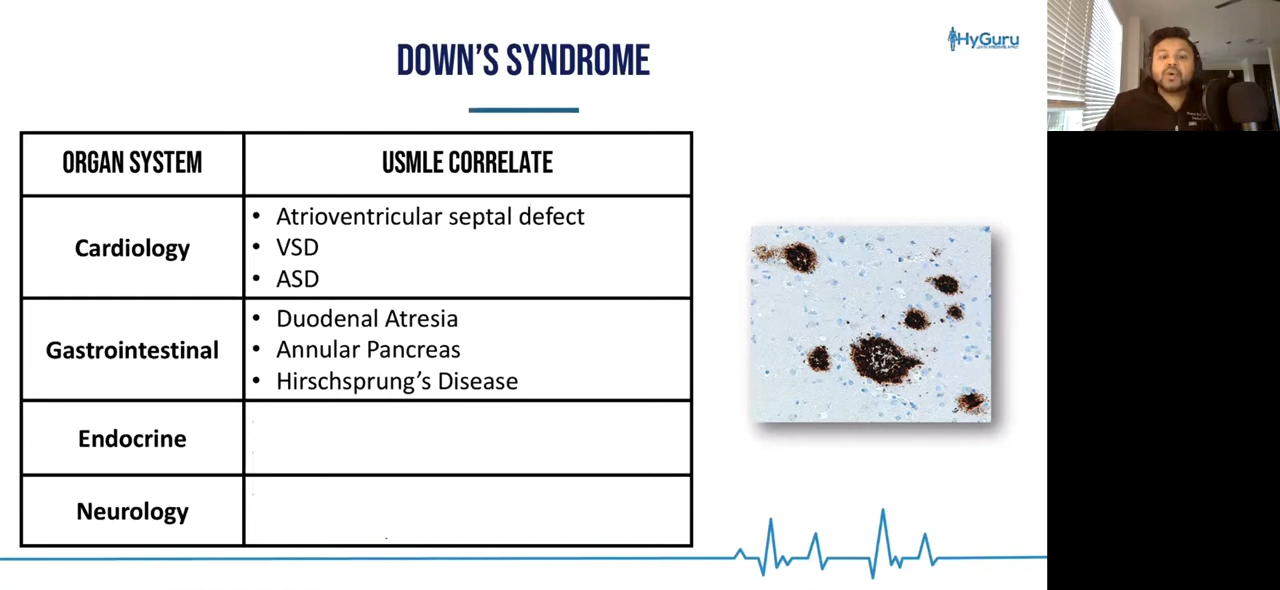 HyGuru
DOWN'S SYNDROME
ORGAN SYSTEM
USMLE CORRELATE
Cardiology
• Atrioventricular septal defect
• VSD
• ASD
Gastrointestinal
• Duodenal Atresia
• Annular Pancreas
• Hirschsprung's Disease
Endocrine
Neurology